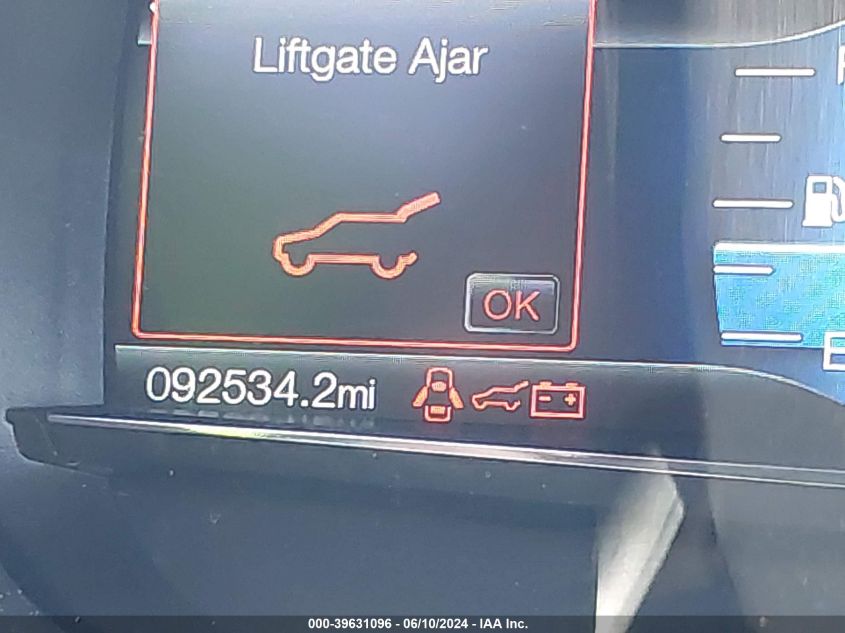 Liftgate Ajar
OK
E
092534.2mi
000-39631096 - 06/10/2024 - IAA Inc.